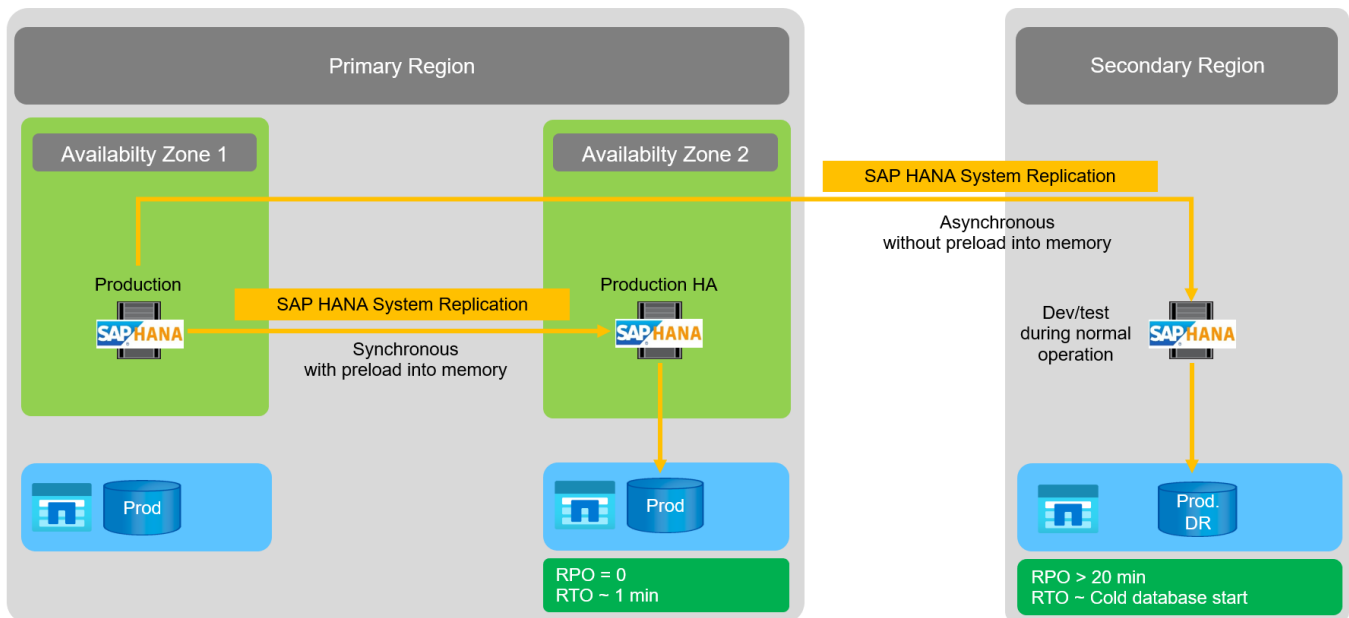 Primary Region
Secondary Region
Availabilty Zone 1
Availabilty Zone 2
SAP HANA System Replication
Asynchronous
without preload into memory
Production
SAP HANA
SAP HANA System Replication
Synchronous
with preload into memory
Production HA
SAP HANA
Dev/test
during normal
operation
SAP HANA
Prod
Prod
Prod.
DR
RPO = 0
RTO ~ 1 min
RPO > 20 min
RTO ~ Cold database start